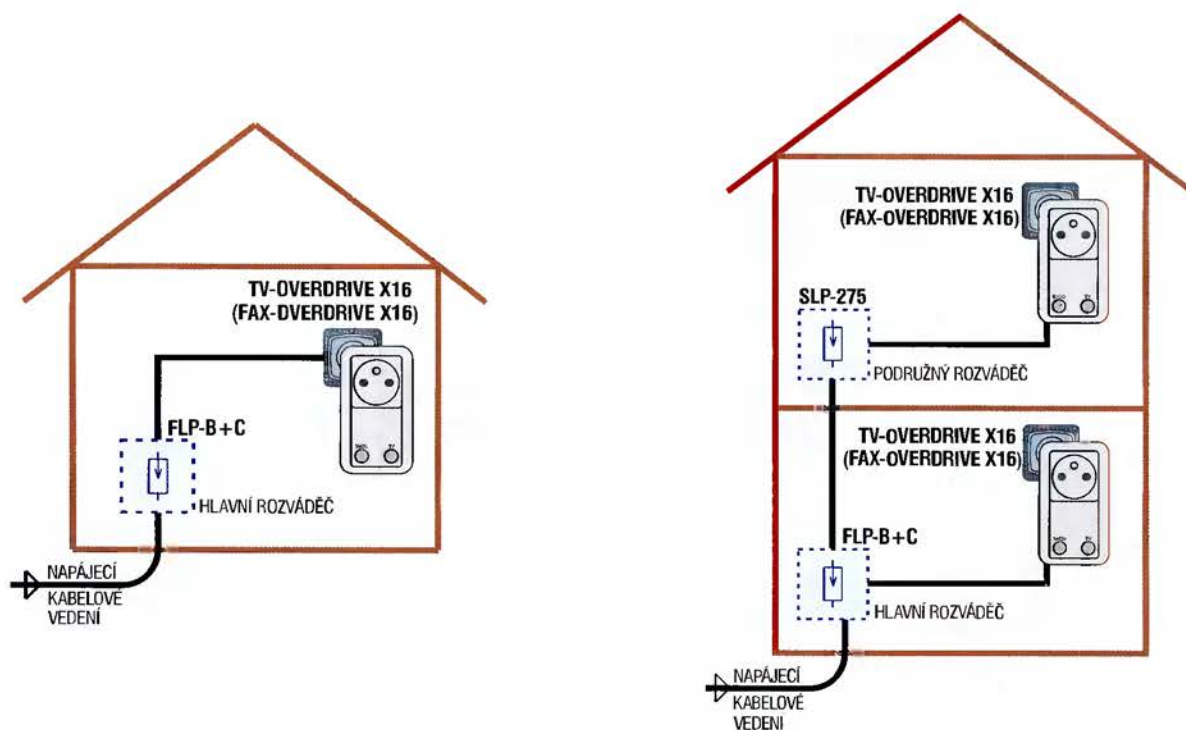 TV-OVERDRIVE X16
(FAX-DVERDRIVE X16)
FLP-B+C
HLAVNÍ ROZVÁDĚČ
NAPÁJECÍ
KABELOVÉ
VEDENÍ
TV-OVERDRIVE X16
(FAX-OVERDRIVE X16)
SLP-275
PODRUŽNÝ ROZVÁDĚČ
TV-OVERDRIVE X16
(FAX-OVERDRIVE X16)
FLP-B+C
HLAVNÍ ROZVÁDĚČ
NAPÁJECÍ
KABELOVÉ
VEDENI